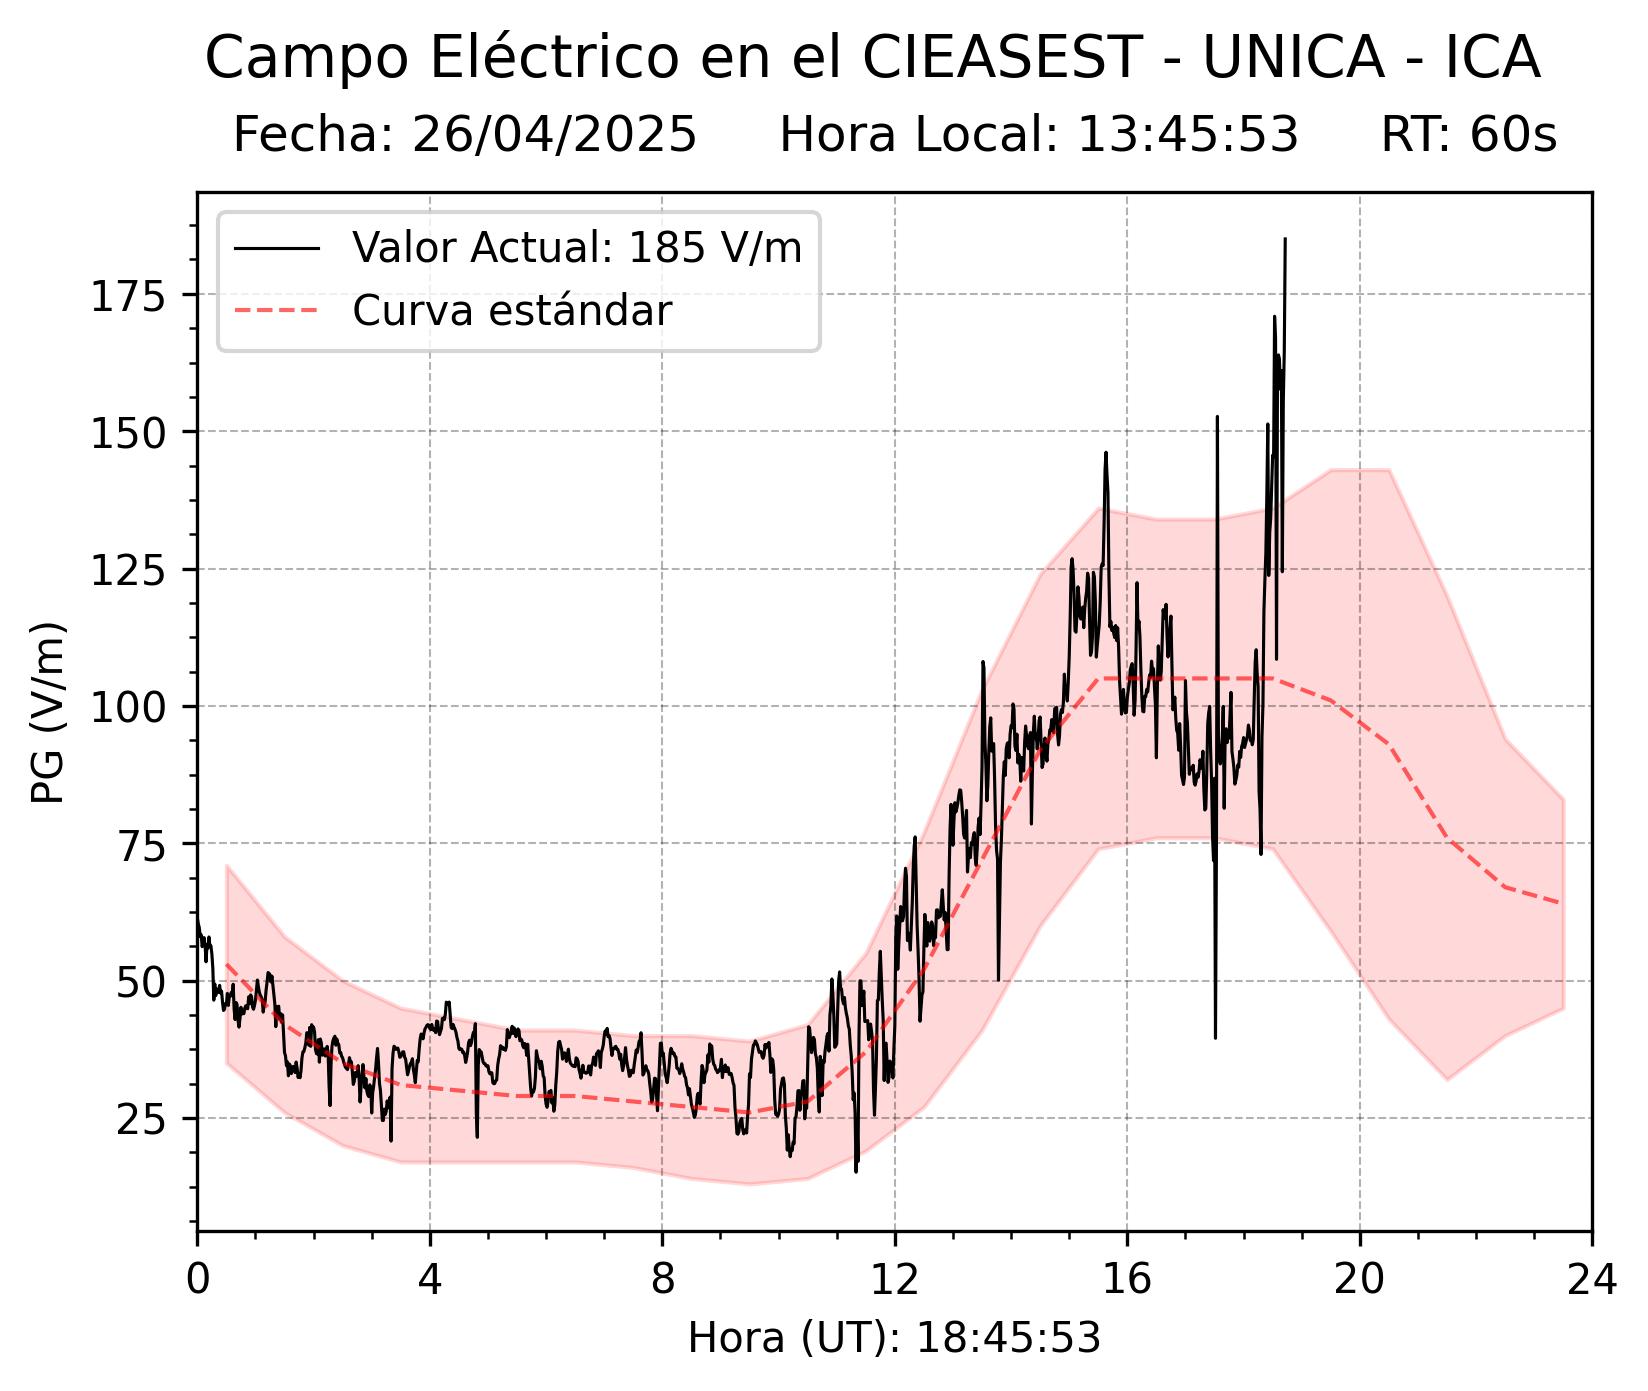 Campo Eléctrico en el CIEASEST - UNICA - ICA
Fecha: 26/04/2025 Hora Local: 13:45:53 RT: 60s
Valor Actual: 185 V/m
Curva estándar
175
150
125
100
75
50
25
PG (V/m)
0 4 8 12 16 20 24
Hora (UT): 18:45:53